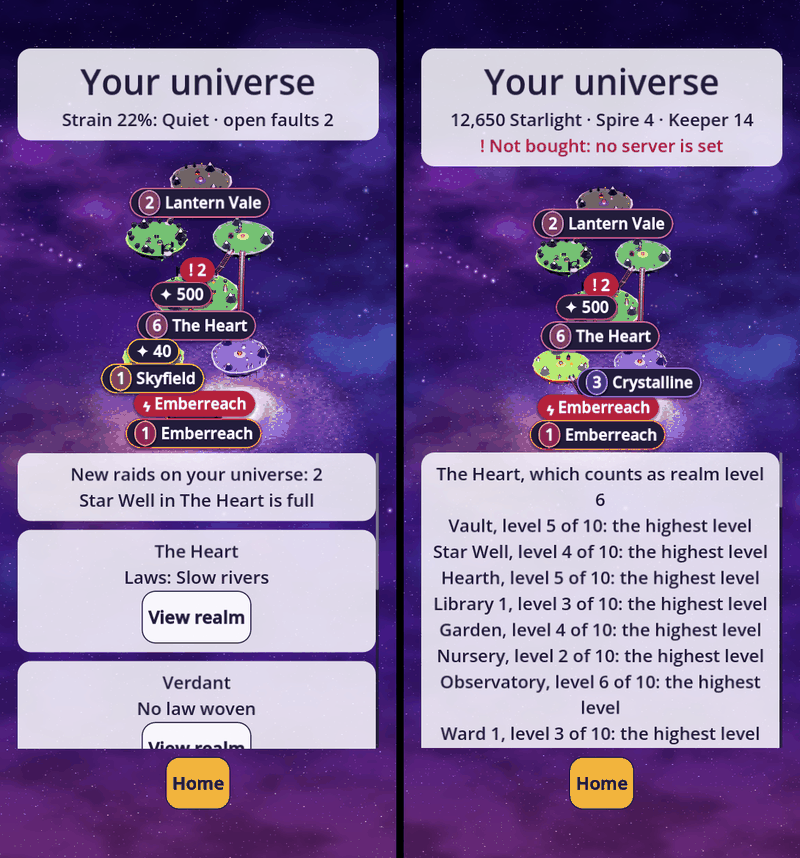 Your universe
Strain 22%: Quiet · open faults 2
2 Lantern Vale
! 2
✦ 500
6 The Heart
✦ 40
1 Skyfield
Emberreach
1 Emberreach
New raids on your universe: 2
Star Well in The Heart is full
The Heart
Laws: Slow rivers
View realm
Verdant
No law woven
View realm
Home
Your universe
12,650 Starlight · Spire 4 · Keeper 14
! Not bought: no server is set
2 Lantern Vale
! 2
✦ 500
6 The Heart
3 Crystalline
Emberreach
1 Emberreach
The Heart, which counts as realm level
6
Vault, level 5 of 10: the highest level
Star Well, level 4 of 10: the highest level
Hearth, level 5 of 10: the highest level
Library 1, level 3 of 10: the highest level
Garden, level 4 of 10: the highest level
Nursery, level 2 of 10: the highest level
Observatory, level 6 of 10: the highest
level
Ward 1, level 3 of 10: the highest level
Home